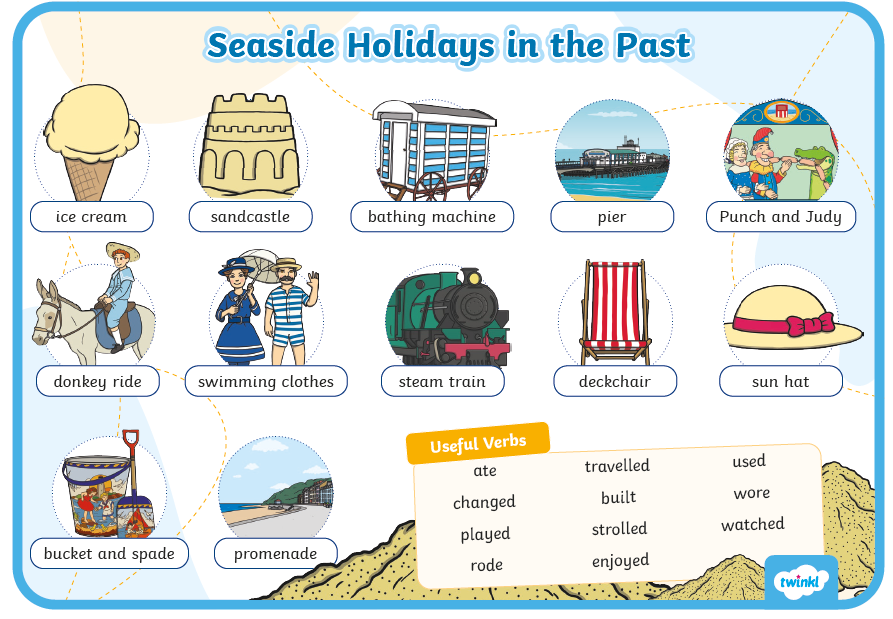 Seaside Holidays in the Past
ice cream
sandcastle
bathing machine
pier
Punch and Judy
donkey ride
swimming clothes
steam train
deckchair
sun hat
bucket and spade
promenade
Useful Verbs
ate
travelled
used
changed
built
wore
played
strolled
watched
rode
enjoyed
twinkl